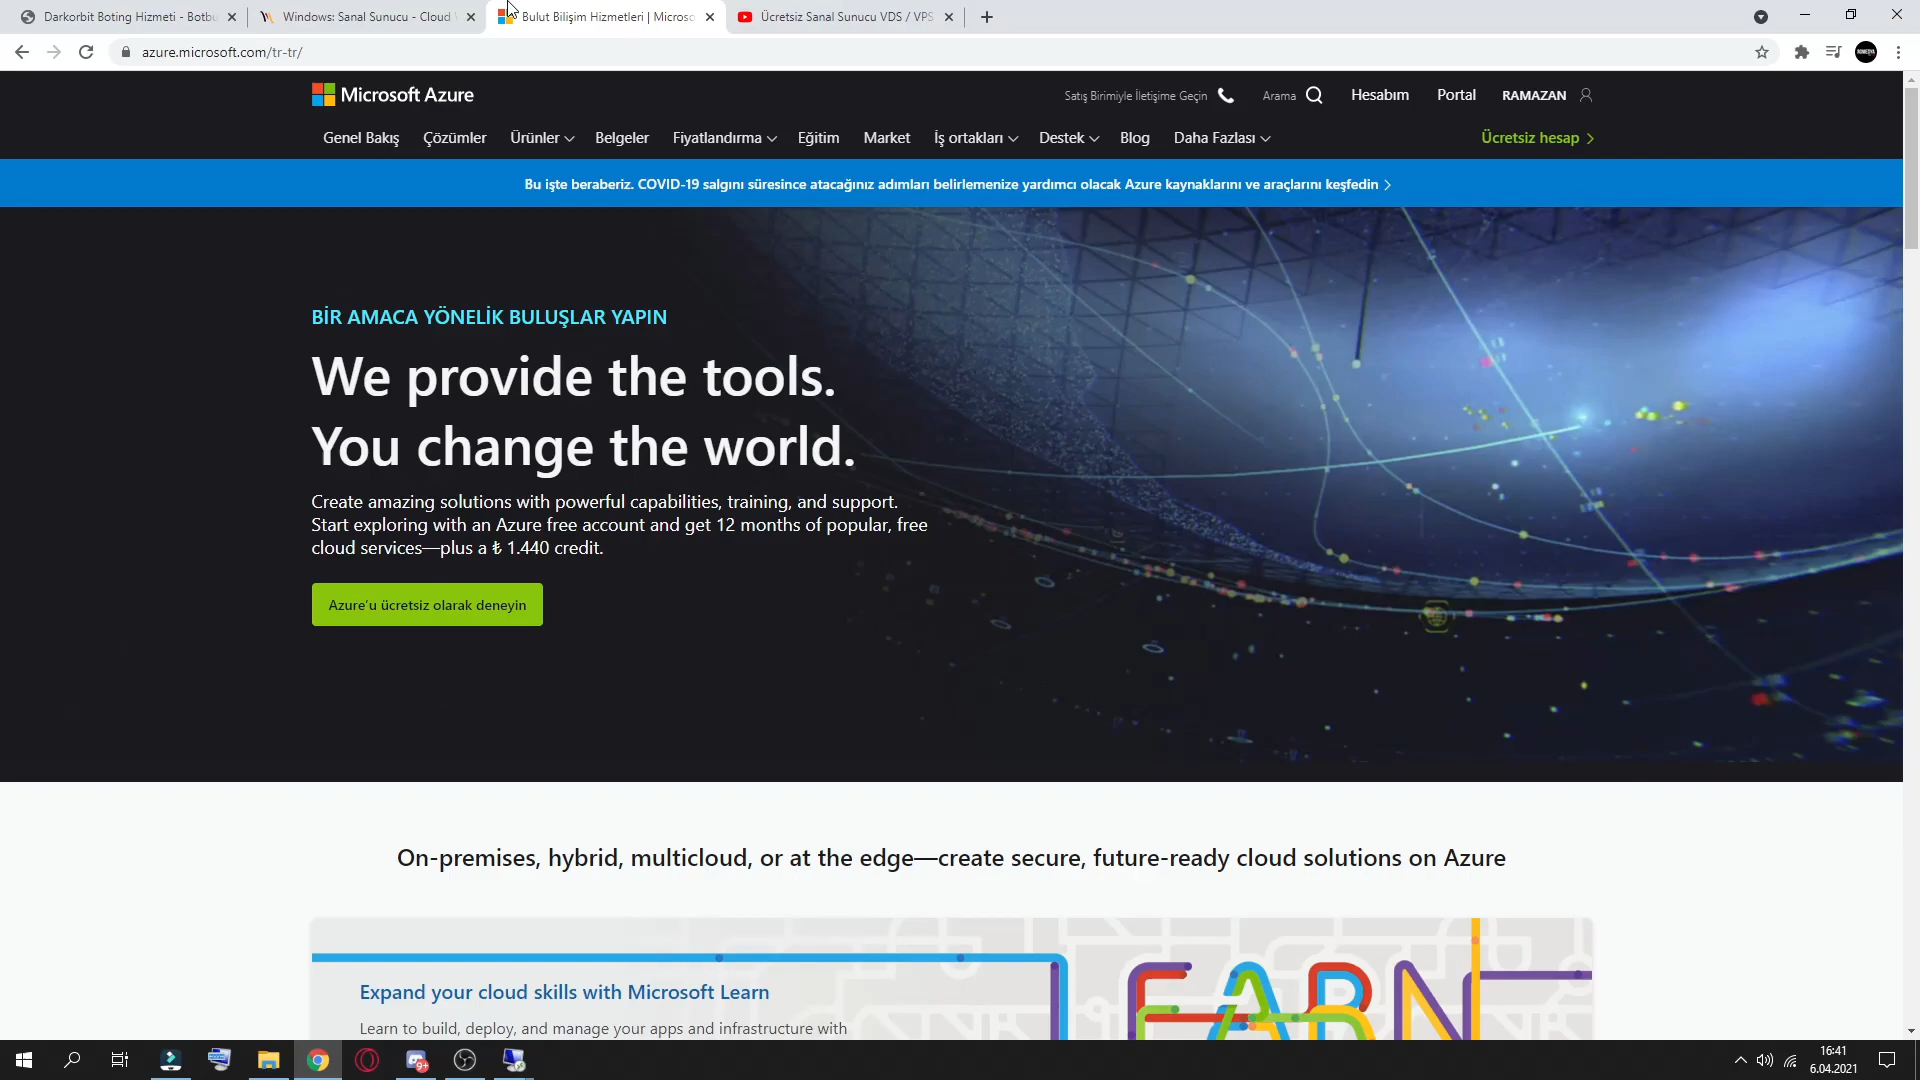 Darkorbit Boting Hizmeti - Botbu
Windows: Sanal Sunucu - Cloud
Bulut Bilişim Hizmetleri | Microso
Ücretsiz Sanal Sunucu VDS / VPS
azure.microsoft.com/tr-tr/
Microsoft Azure
Satış Birimiyle İletişime Geçin
Arama
Hesabım
Portal
RAMAZAN
Genel Bakış
Çözümler
Ürünler
Belgeler
Fiyatlandırma
Eğitim
Market
İş ortakları
Destek
Blog
Daha Fazlası
Ücretsiz hesap
Bu işte beraberiz. COVID-19 salgını süresince atacağınız adımları belirlemenize yardımcı olacak Azure kaynaklarını ve araçlarını keşfedin
BİR AMACA YÖNELİK BULUŞLAR YAPIN
We provide the tools.
You change the world.
Create amazing solutions with powerful capabilities, training, and support.
Start exploring with an Azure free account and get 12 months of popular, free
cloud services—plus a ₺ 1.440 credit.
Azure'u ücretsiz olarak deneyin
On-premises, hybrid, multicloud, or at the edge—create secure, future-ready cloud solutions on Azure
Expand your cloud skills with Microsoft Learn
Learn to build, deploy, and manage your apps and infrastructure with
LEARN
9+
16:41
6.04.2021